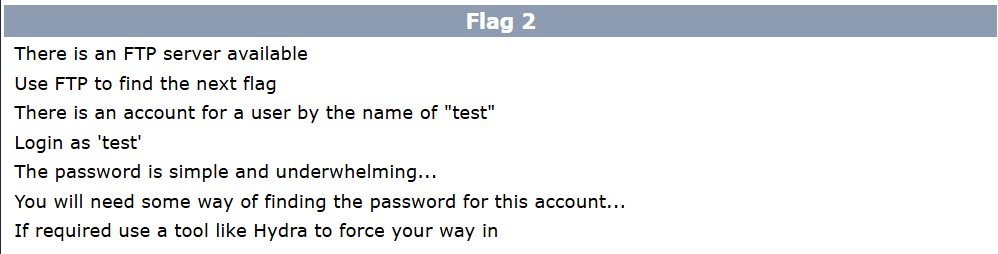 Flag 2
There is an FTP server available
Use FTP to find the next flag
There is an account for a user by the name of "test"
Login as 'test'
The password is simple and underwhelming...
You will need some way of finding the password for this account...
If required use a tool like Hydra to force your way in